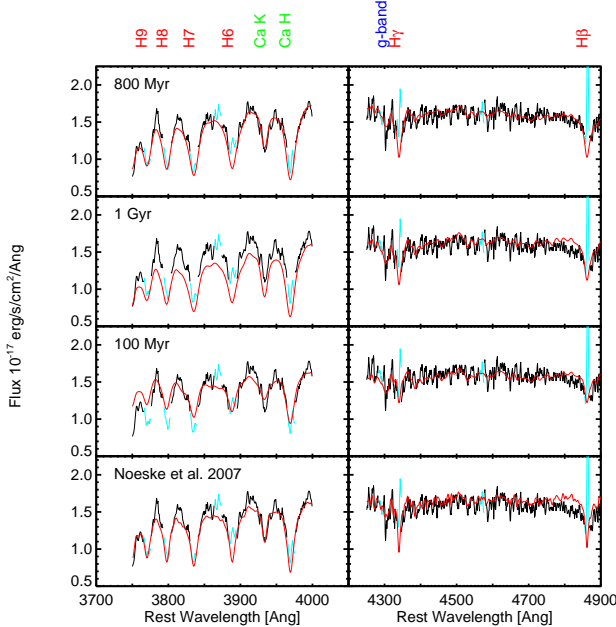 H9 H8 H7 H6 Ca K Ca H g-band Hγ Hβ
2.0
1.5
1.0
0.5
800 Myr
2.0
1.5
1.0
0.5
1 Gyr
2.0
1.5
1.0
0.5
100 Myr
2.0
1.5
1.0
0.5
Noeske et al. 2007
Flux 10⁻¹⁷ erg/s/cm²/Ang
3700 3800 3900 4000 4300 4500 4700 4900
Rest Wavelength [Ang] Rest Wavelength [Ang]